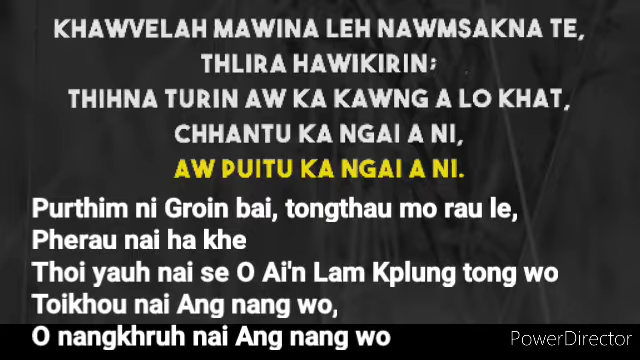 KHAWVELAH MAWINA LEH NAWMSAKNA TE,
THLIRA HAWIKIRIN;
THIHNA TURIN AW KA KAWNG A LO KHAT,
CHHANTU KA NGAI A NI,
AW PUITU KA NGAI A NI.
Purthim ni Groin bai, tongthau mo rau le,
Pherau nai ha khe
Thoi yauh nai se O Ai'n Lam Kplung tong wo
Toikhou nai Ang nang wo,
O nangkhruh nai Ang nang wo
PowerDirector